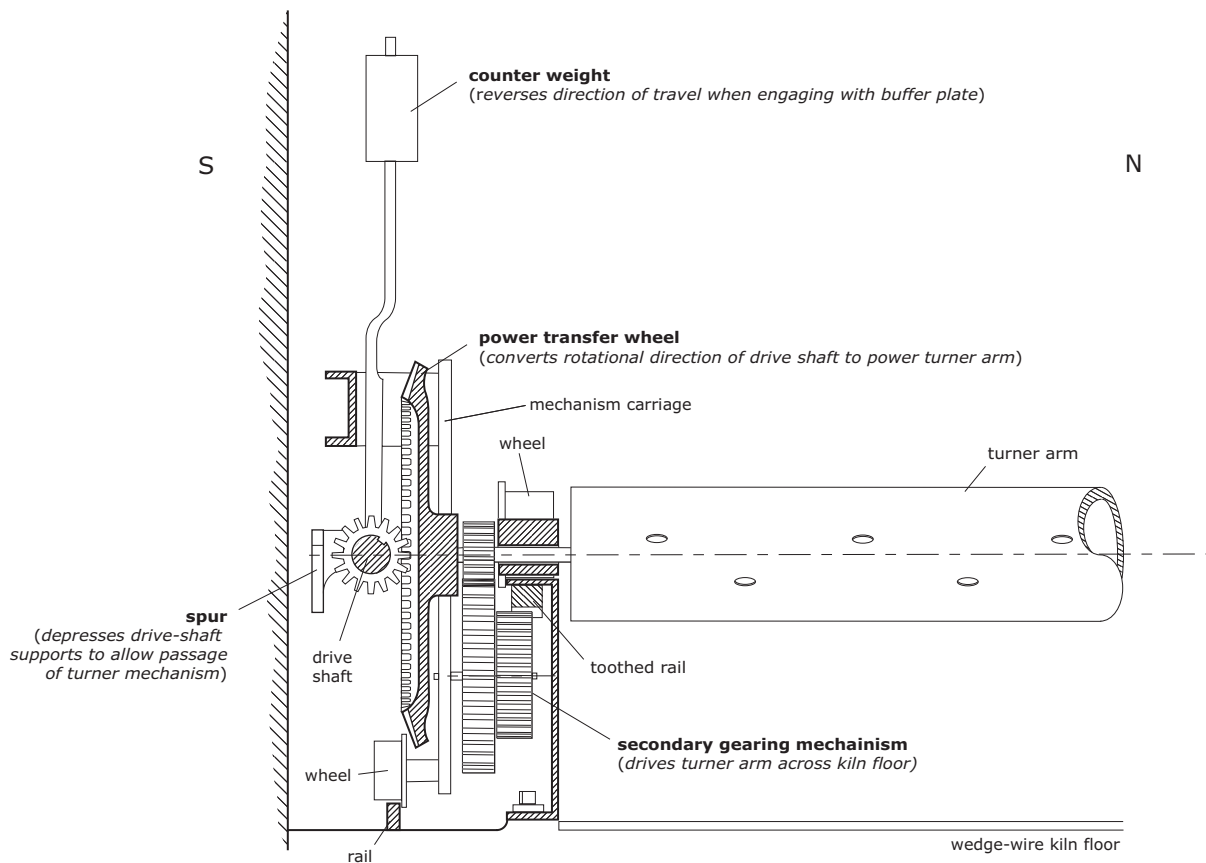 counter weight
(reverses direction of travel when engaging with buffer plate)
S
N
power transfer wheel
(converts rotational direction of drive shaft to power turner arm)
mechanism carriage
wheel
turner arm
spur
(depresses drive-shaft
supports to allow passage
of turner mechanism)
drive
shaft
toothed rail
secondary gearing mechainism
(drives turner arm across kiln floor)
wheel
wedge-wire kiln floor
rail